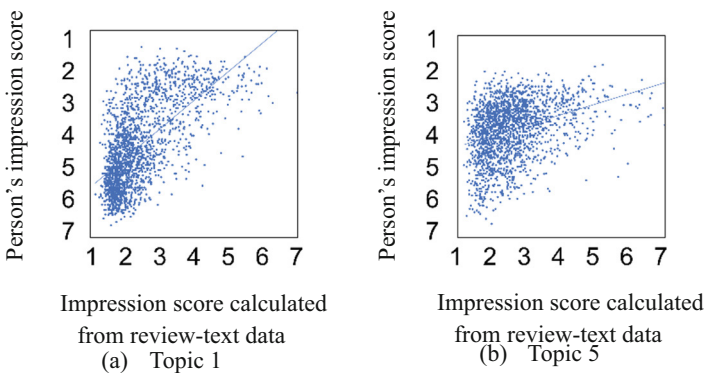 Person's impression score
1
2
3
4
5
6
7
1 2 3 4 5 6 7
Impression score calculated
from review-text data
(a) Topic 1
Person's impression score
1
2
3
4
5
6
7
1 2 3 4 5 6 7
Impression score calculated
from review-text data
(b) Topic 5